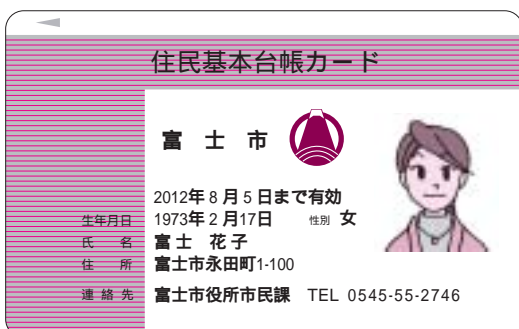 住民基本台帳カード
富士市
2012年8月5日まで有効
生年月日 1973年2月17日 性別 女
氏名 富士 花子
住所 富士市永田町1-100
連絡先 富士市役所市民課 TEL 0545-55-2746